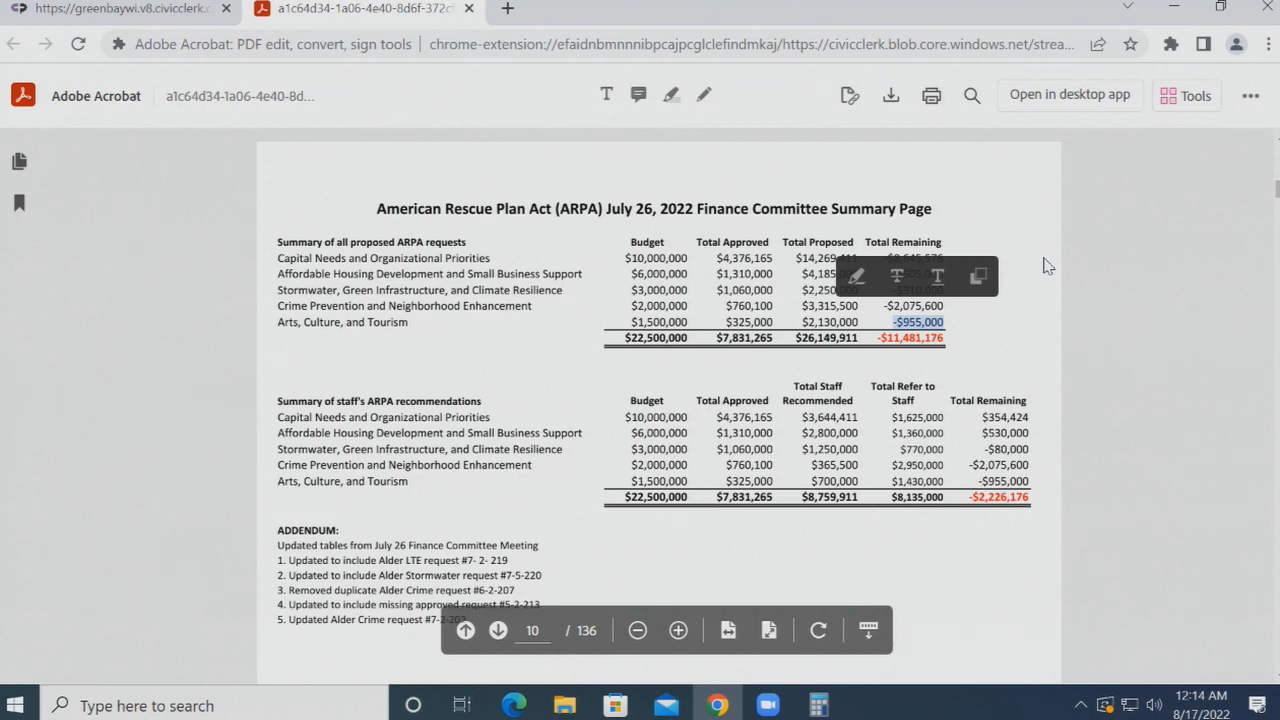 https://greenbaywi.v8.civicclerk.c
a1c64d34-1a06-4e40-8d6f-372cf
Adobe Acrobat: PDF edit, convert, sign tools | chrome-extension://efaidnbmnnnibpcajpcglclefindmkaj/https://civicclerk.blob.core.windows.net/strea...
Adobe Acrobat
a1c64d34-1a06-4e40-8d...
Open in desktop app
Tools
American Rescue Plan Act (ARPA) July 26, 2022 Finance Committee Summary Page
Summary of all proposed ARPA requests Budget Total Approved Total Proposed Total Remaining
Capital Needs and Organizational Priorities $10,000,000 $4,376,165
Affordable Housing Development and Small Business Support $6,000,000 $1,310,000
Stormwater, Green Infrastructure, and Climate Resilience $3,000,000 $1,060,000
Crime Prevention and Neighborhood Enhancement $2,000,000 $760,100 $3,315,500 -$2,075,600
Arts, Culture, and Tourism $1,500,000 $325,000 $2,130,000 -$955,000
$22,500,000 $7,831,265 $26,149,911 -$11,481,176
Total Staff Total Refer to
Summary of staff's ARPA recommendations Budget Total Approved Recommended Staff Total Remaining
Capital Needs and Organizational Priorities $10,000,000 $4,376,165 $3,644,411 $1,625,000 $354,424
Affordable Housing Development and Small Business Support $6,000,000 $1,310,000 $2,800,000 $1,360,000 $530,000
Stormwater, Green Infrastructure, and Climate Resilience $3,000,000 $1,060,000 $1,250,000 $770,000 -$80,000
Crime Prevention and Neighborhood Enhancement $2,000,000 $760,100 $365,500 $2,950,000 -$2,075,600
Arts, Culture, and Tourism $1,500,000 $325,000 $700,000 $1,430,000 -$955,000
$22,500,000 $7,831,265 $8,759,911 $8,135,000 -$2,226,176
ADDENDUM:
Updated tables from July 26 Finance Committee Meeting
1. Updated to include Alder LTE request #7- 2- 219
2. Updated to include Alder Stormwater request #7-5-220
3. Removed duplicate Alder Crime request #6-2-207
4. Updated to include missing approved request #5-2-213
5. Updated Alder Crime request
10 / 136
Type here to search
12:14 AM
8/17/2022